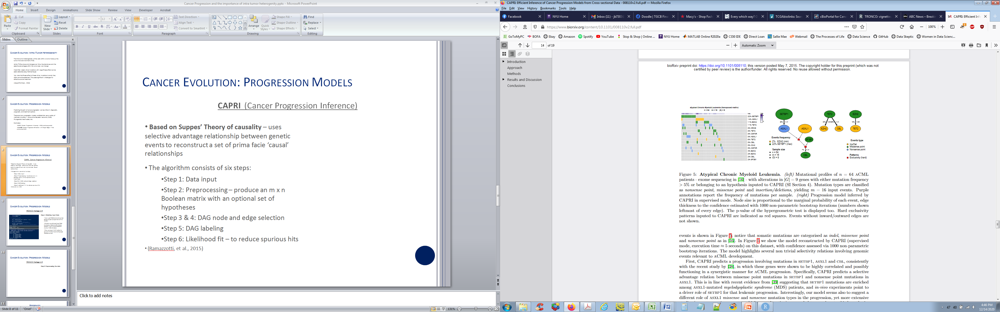 Cancer Progression and the importance of intra tumor heterogenity.pptx - Microsoft PowerPoint
Home Insert Design Animations Slide Show Review View Developer Acrobat
Paste
Cut
Copy
Format Painter
Clipboard
New Slide
Layout
Reset
Delete
Slides
Font
Text Direction
Align Text
Convert to SmartArt
Paragraph
Arrange
Quick Styles
Shape Fill
Shape Outline
Shape Effects
Drawing
Find
Replace
Select
Editing
Slides Outline
6
CANCER EVOLUTION: INTRA-TUMOR HETEROGENEITY
7
CANCER EVOLUTION: PROGRESSION MODELS
8
CANCER EVOLUTION: PROGRESSION MODELS
CAPRI (Cancer Progression Inference)
9
CANCER EVOLUTION: PROGRESSION MODELS
TRONCO Package in R
Step 1: Obtaining Input Data
10
CANCER EVOLUTION: PROGRESSION MODELS
TRONCO Package in R
Step 2: Preprocessing the data
11
REFERENCES
CANCER EVOLUTION: PROGRESSION MODELS
CAPRI (Cancer Progression Inference)
• Based on Suppes' Theory of causality – uses
selective advantage relationship between genetic
events to reconstruct a set of prima facie 'causal'
relationships
• The algorithm consists of six steps:
•Step 1: Data input
•Step 2: Preprocessing – produce an m x n
Boolean matrix with an optional set of
hypotheses
•Step 3 & 4: DAG node and edge selection
•Step 5: DAG labeling
•Step 6: Likelihood fit – to reduce spurious hits
• (Ramazzotti, et al., 2015)
Click to add notes
Slide 8 of 11 "Oriel" 131%
CAPRI: Efficient Inference of Cancer Progression Models from Cross-sectional Data - 008110v2.full.pdf — Mozilla Firefox
File Edit View History Bookmarks Tools Help
Facebook NYU Home Inbox (11) - jb7303 Doodle | TGCB Fina Macy's - Shop Fash Every which way? O TCGAbiolinks: Sear cBioPortal for Canc TRONCO: vignettes ABC News – Breakin CAPRI: Efficient Infe
https://www.biorxiv.org/content/10.1101/008110v2.full.pdf 100%
GoToMyPC BOFA Ebay Amazon Spotify YouTube Stop & Shop | Online ... NYU Home MATLAB Online R2020a CS50 IDE Direct Loan Sallie Mae Webmail The Processes of Life Data Science GitHub Data Skeptic Women in Data Scienc...
14 of 19 Automatic Zoom
Introduction
Approach
Methods
Results and Discussion
Conclusions
bioRxiv preprint doi: https://doi.org/10.1101/008110; this version posted May 7, 2015. The copyright holder for this preprint (which was not
certified by peer review) is the author/funder. All rights reserved. No reuse allowed without permission.
atypical Chronic Myeloid Leukemia (transposed matrix)
n = 64 m = 16 |G| = 9
22% SETBP1
14% ASXL1
11% EZH2
11% TET2
SETBP1
ASXL1
ASXL1
SF3B1
CBL
TET2
EZH2
CBL
EZH2
TET2
Events frequency
2% EZH2 (min)
22% SETBP1 (max)
Sample size
n = 64
m = 16
|G| = 9
Events type
Ins/Del
Missense point
Nonsense point
Patterns
Exclusivity (hard)
Figure 5: Atypical Chronic Myeloid Leukemia. (left) Mutational profiles of n = 64 ACML
patients - exome sequencing in [16] - with alterations in |G| = 9 genes with either mutation frequency
> 5% or belonging to an hypothesis inputed to CAPRI (SI Section 4). Mutation types are classified
as nonsense point, missense point and insertion/deletions, yielding m = 16 input events. Purple
annotations report the frequency of mutations per sample. (right) Progression model inferred by
CAPRI in supervised mode. Node size is proportional to the marginal probability of each event, edge
thickness to the confidence estimated with 1000 non-parametric bootstrap iterations (numbers shown
leftmost of every edge). The p-value of the hypergeometric test is displayed too. Hard exclusivity
patterns inputed to CAPRI are indicated as red squares. Events without inward/outward edges are
not shown.
events is shown in Figure 5; notice that somatic mutations are categorised as indel, missense point
and nonsense point as in [16]. In Figure 5 we show the model reconstructed by CAPRI (supervised
mode, execution time ≈ 5 seconds) on this dataset, with confidence assessed via 1000 non-parametric
bootstrap iterations. The model highlights several non trivial selectivity relations involving genomic
events relevant to ACML development.
First, CAPRI predicts a progression involving mutations in SETBP1, ASXL1 and CBL, consistently
with the recent study by [38], in which these genes were shown to be highly correlated and possibly
functioning in a synergistic manner for ACML progression. Specifically, CAPRI predicts a selective
advantage relation between missense point mutations in SETBP1 and nonsense point mutations in
ASXL1. This is in line with recent evidence from [39] suggesting that SETBP1 mutations are enriched
among ASXL1-mutated myelodysplastic syndrome (MDS) patients, and in-vivo experiments point to
a driver role of SETBP1 for that leukemic progression. Interestingly, our model seems also to suggest a
different role of ASXL1 missense and nonsense mutation types in the progression, yet more extensive
47 48
4:46 PM
12/14/2020